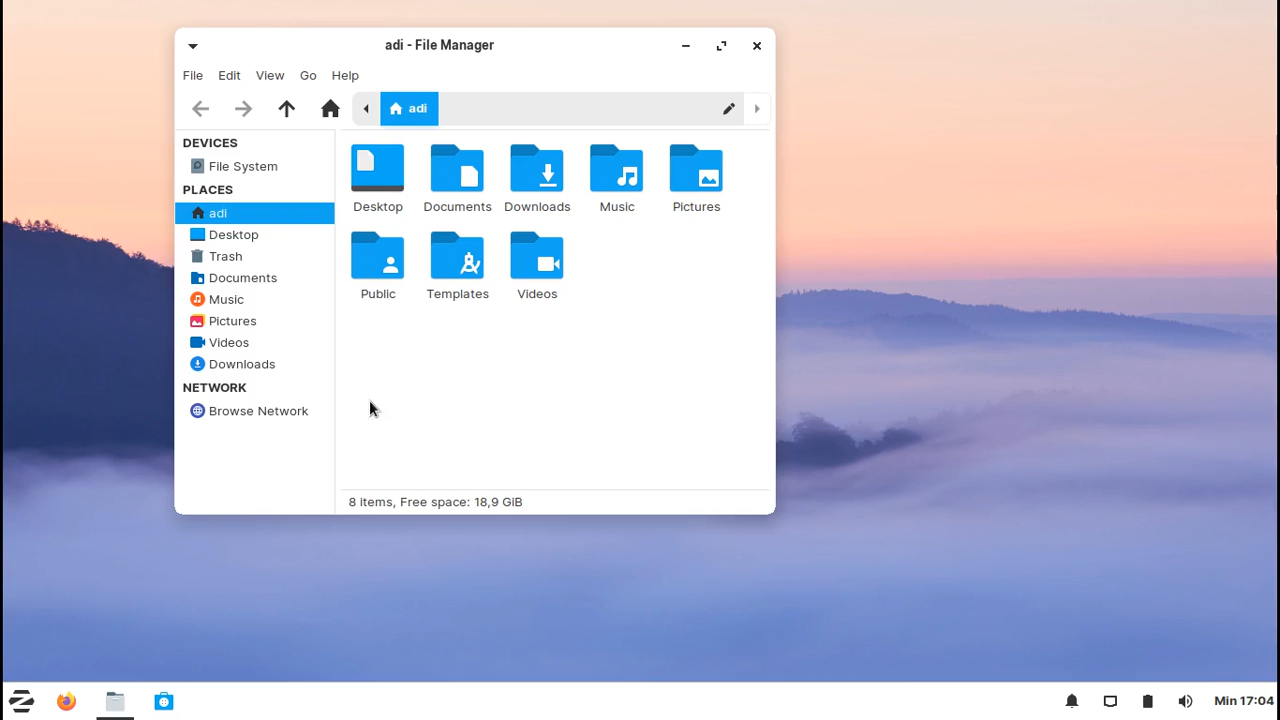 adi - File Manager
File Edit View Go Help
adi
DEVICES
File System
PLACES
adi
Desktop
Trash
Documents
Music
Pictures
Videos
Downloads
NETWORK
Browse Network
Desktop Documents Downloads Music Pictures
Public Templates Videos
8 items, Free space: 18,9 GiB
Min 17:04